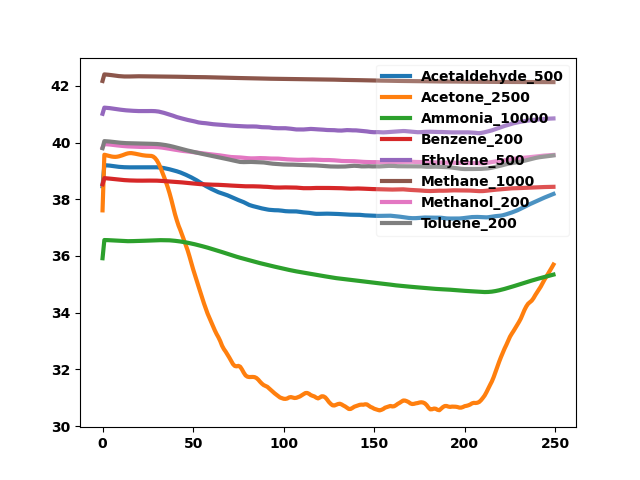 42
40
38
36
34
32
30
0
50
100
150
200
250
Acetaldehyde_500
Acetone_2500
Ammonia_10000
Benzene_200
Ethylene_500
Methane_1000
Methanol_200
Toluene_200